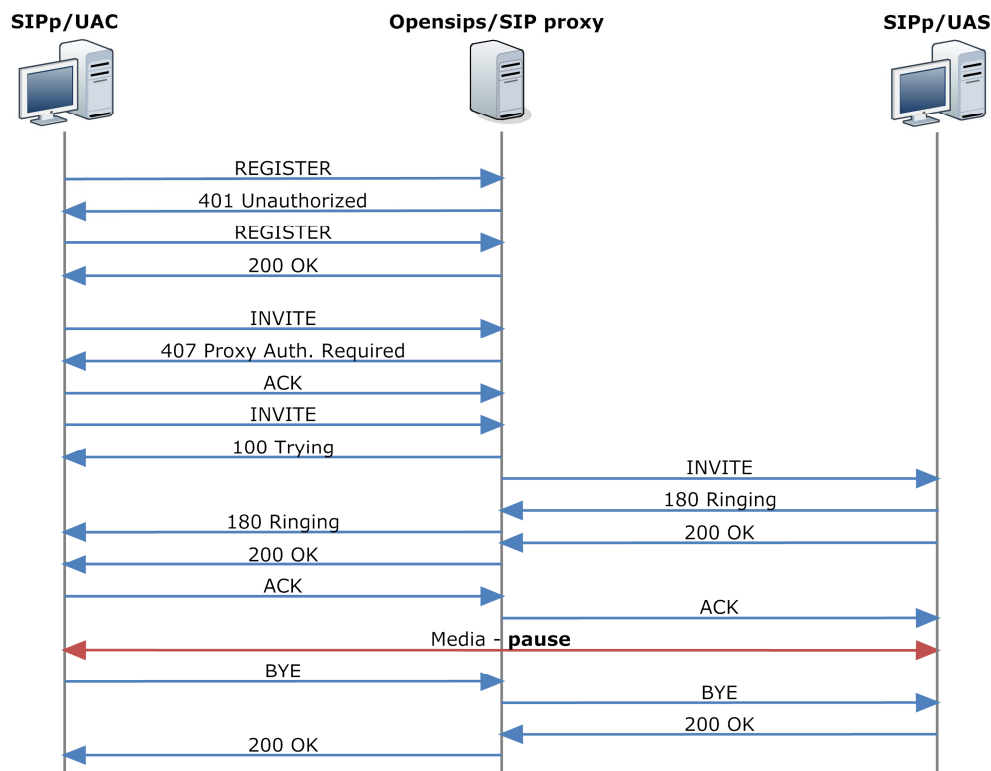 SIPp/UAC
Opensips/SIP proxy
SIPp/UAS
REGISTER
401 Unauthorized
REGISTER
200 OK
INVITE
407 Proxy Auth. Required
ACK
INVITE
100 Trying
INVITE
180 Ringing
180 Ringing
200 OK
200 OK
ACK
ACK
Media - pause
BYE
BYE
200 OK
200 OK